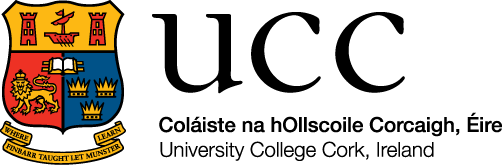 ucc
Coláiste na hOllscoile Corcaigh, Éire
University College Cork, Ireland
WHERE
FINBARR TAUGHT LET MUNSTER
LEARN